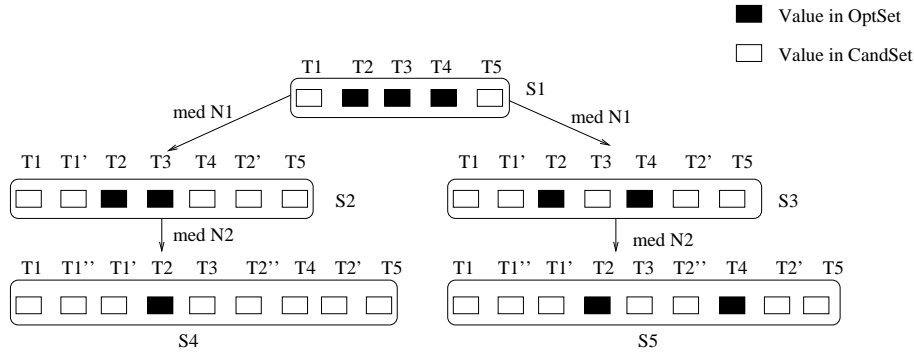 Value in OptSet
Value in CandSet
T1 T2 T3 T4 T5
S1
med N1 med N1
T1 T1' T2 T3 T4 T2' T5
S2
T1 T1' T2 T3 T4 T2' T5
S3
med N2 med N2
T1 T1'' T1' T2 T3 T2'' T4 T2' T5
S4
T1 T1'' T1' T2 T3 T2'' T4 T2' T5
S5